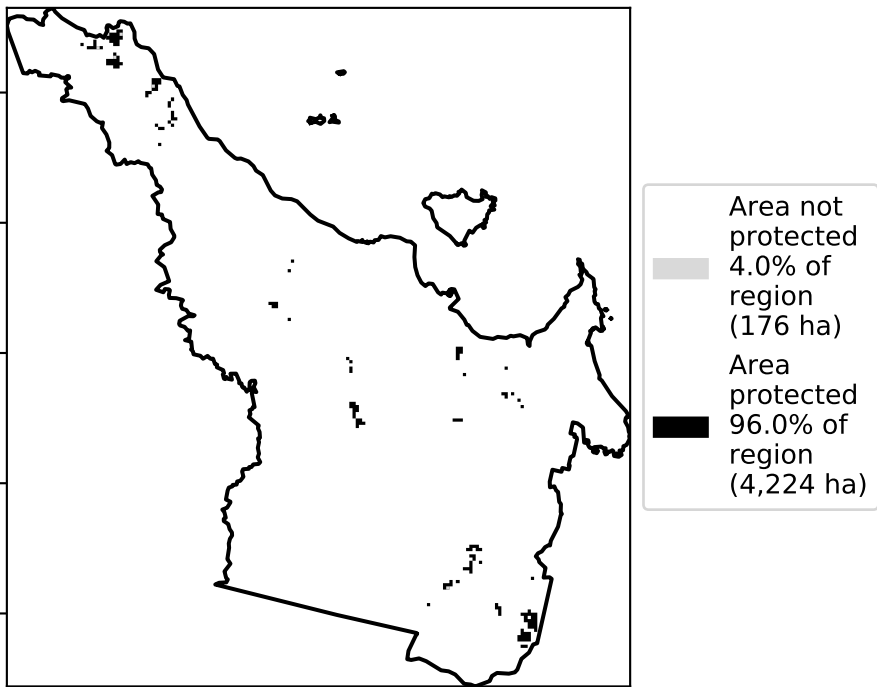 Area not
protected
4.0% of
region
(176 ha)
Area
protected
96.0% of
region
(4,224 ha)